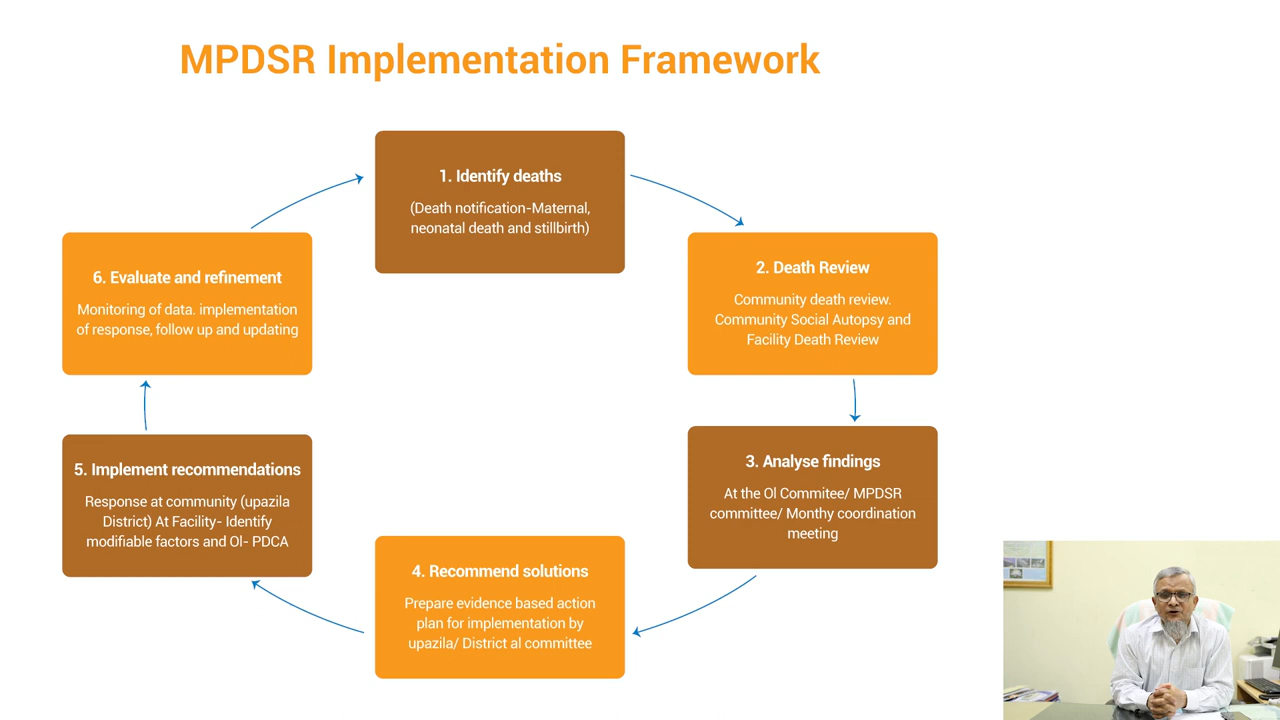 MPDSR Implementation Framework
1. Identify deaths
(Death notification-Maternal,
neonatal death and stillbirth)
2. Death Review
Community death review.
Community Social Autopsy and
Facility Death Review
3. Analyse findings
At the Ol Commitee/ MPDSR
committee/ Monthy coordination
meeting
4. Recommend solutions
Prepare evidence based action
plan for implementation by
upazila/ District al committee
5. Implement recommendations
Response at community (upazila
District) At Facility- Identify
modifiable factors and Ol- PDCA
6. Evaluate and refinement
Monitoring of data. implementation
of response, follow up and updating